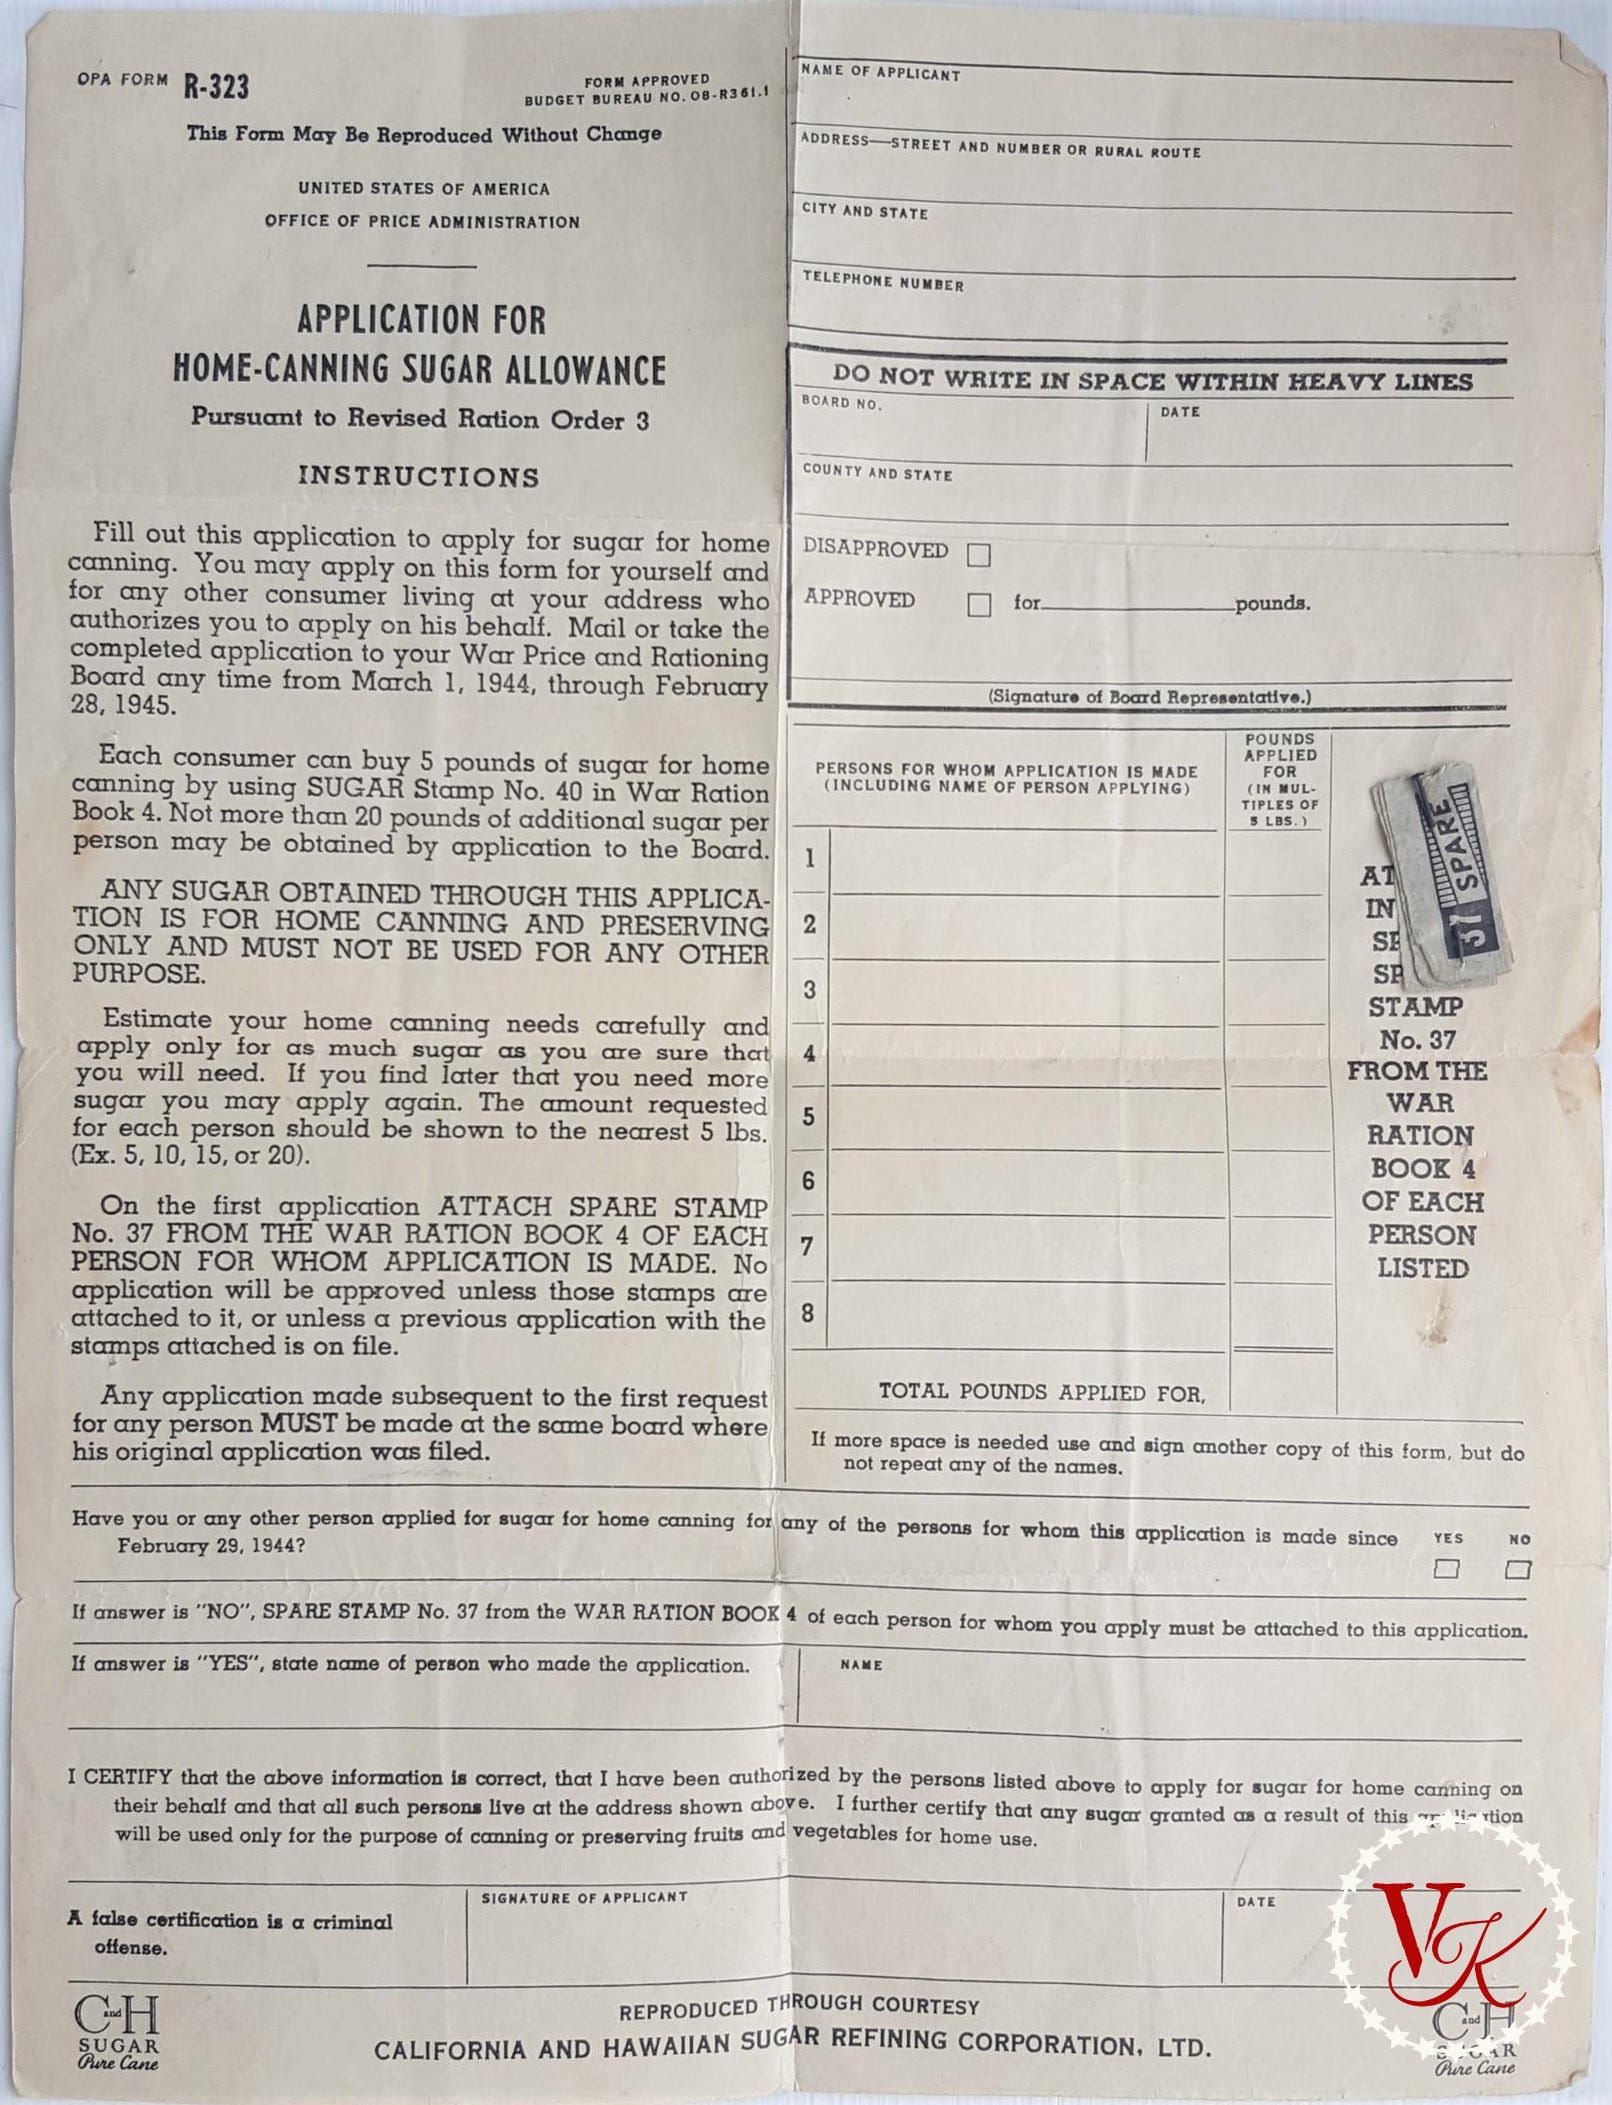 OPA FORM R-323
FORM APPROVED
BUDGET BUREAU NO. 08-R361.1
This Form May Be Reproduced Without Change
UNITED STATES OF AMERICA
OFFICE OF PRICE ADMINISTRATION
APPLICATION FOR
HOME-CANNING SUGAR ALLOWANCE
Pursuant to Revised Ration Order 3
INSTRUCTIONS
Fill out this application to apply for sugar for home
canning. You may apply on this form for yourself and
for any other consumer living at your address who
authorizes you to apply on his behalf. Mail or take the
completed application to your War Price and Rationing
Board any time from March 1, 1944, through February
28, 1945.
Each consumer can buy 5 pounds of sugar for home
canning by using SUGAR Stamp No. 40 in War Ration
Book 4. Not more than 20 pounds of additional sugar per
person may be obtained by application to the Board.
ANY SUGAR OBTAINED THROUGH THIS APPLICA-
TION IS FOR HOME CANNING AND PRESERVING
ONLY AND MUST NOT BE USED FOR ANY OTHER
PURPOSE.
Estimate your home canning needs carefully and
apply only for as much sugar as you are sure that
you will need. If you find later that you need more
sugar you may apply again. The amount requested
for each person should be shown to the nearest 5 lbs.
(Ex. 5, 10, 15, or 20).
On the first application ATTACH SPARE STAMP
No. 37 FROM THE WAR RATION BOOK 4 OF EACH
PERSON FOR WHOM APPLICATION IS MADE. No
application will be approved unless those stamps are
attached to it, or unless a previous application with the
stamps attached is on file.
Any application made subsequent to the first request
for any person MUST be made at the same board where
his original application was filed.
NAME OF APPLICANT
ADDRESS—STREET AND NUMBER OR RURAL ROUTE
CITY AND STATE
TELEPHONE NUMBER
DO NOT WRITE IN SPACE WITHIN HEAVY LINES
BOARD NO.
DATE
COUNTY AND STATE
DISAPPROVED
APPROVED for pounds.
(Signature of Board Representative.)
PERSONS FOR WHOM APPLICATION IS MADE
(INCLUDING NAME OF PERSON APPLYING)
POUNDS
APPLIED
FOR
(IN MUL-
TIPLES OF
5 LBS.)
1
2
3
4
5
6
7
8
37 SPARE
AT
IN
SP
STAMP
No. 37
FROM THE
WAR
RATION
BOOK 4
OF EACH
PERSON
LISTED
TOTAL POUNDS APPLIED FOR,
If more space is needed use and sign another copy of this form, but do
not repeat any of the names.
Have you or any other person applied for sugar for home canning for any of the persons for whom this application is made since
February 29, 1944?
YES NO
If answer is "NO", SPARE STAMP No. 37 from the WAR RATION BOOK 4 of each person for whom you apply must be attached to this application.
If answer is "YES", state name of person who made the application.
NAME
I CERTIFY that the above information is correct, that I have been authorized by the persons listed above to apply for sugar for home canning on
their behalf and that all such persons live at the address shown above. I further certify that any sugar granted as a result of this application
will be used only for the purpose of canning or preserving fruits and vegetables for home use.
A false certification is a criminal
offense.
SIGNATURE OF APPLICANT
DATE
VK
C and H
SUGAR
Pure Cane
REPRODUCED THROUGH COURTESY
CALIFORNIA AND HAWAIIAN SUGAR REFINING CORPORATION, LTD.
C and H
SUGAR
Pure Cane